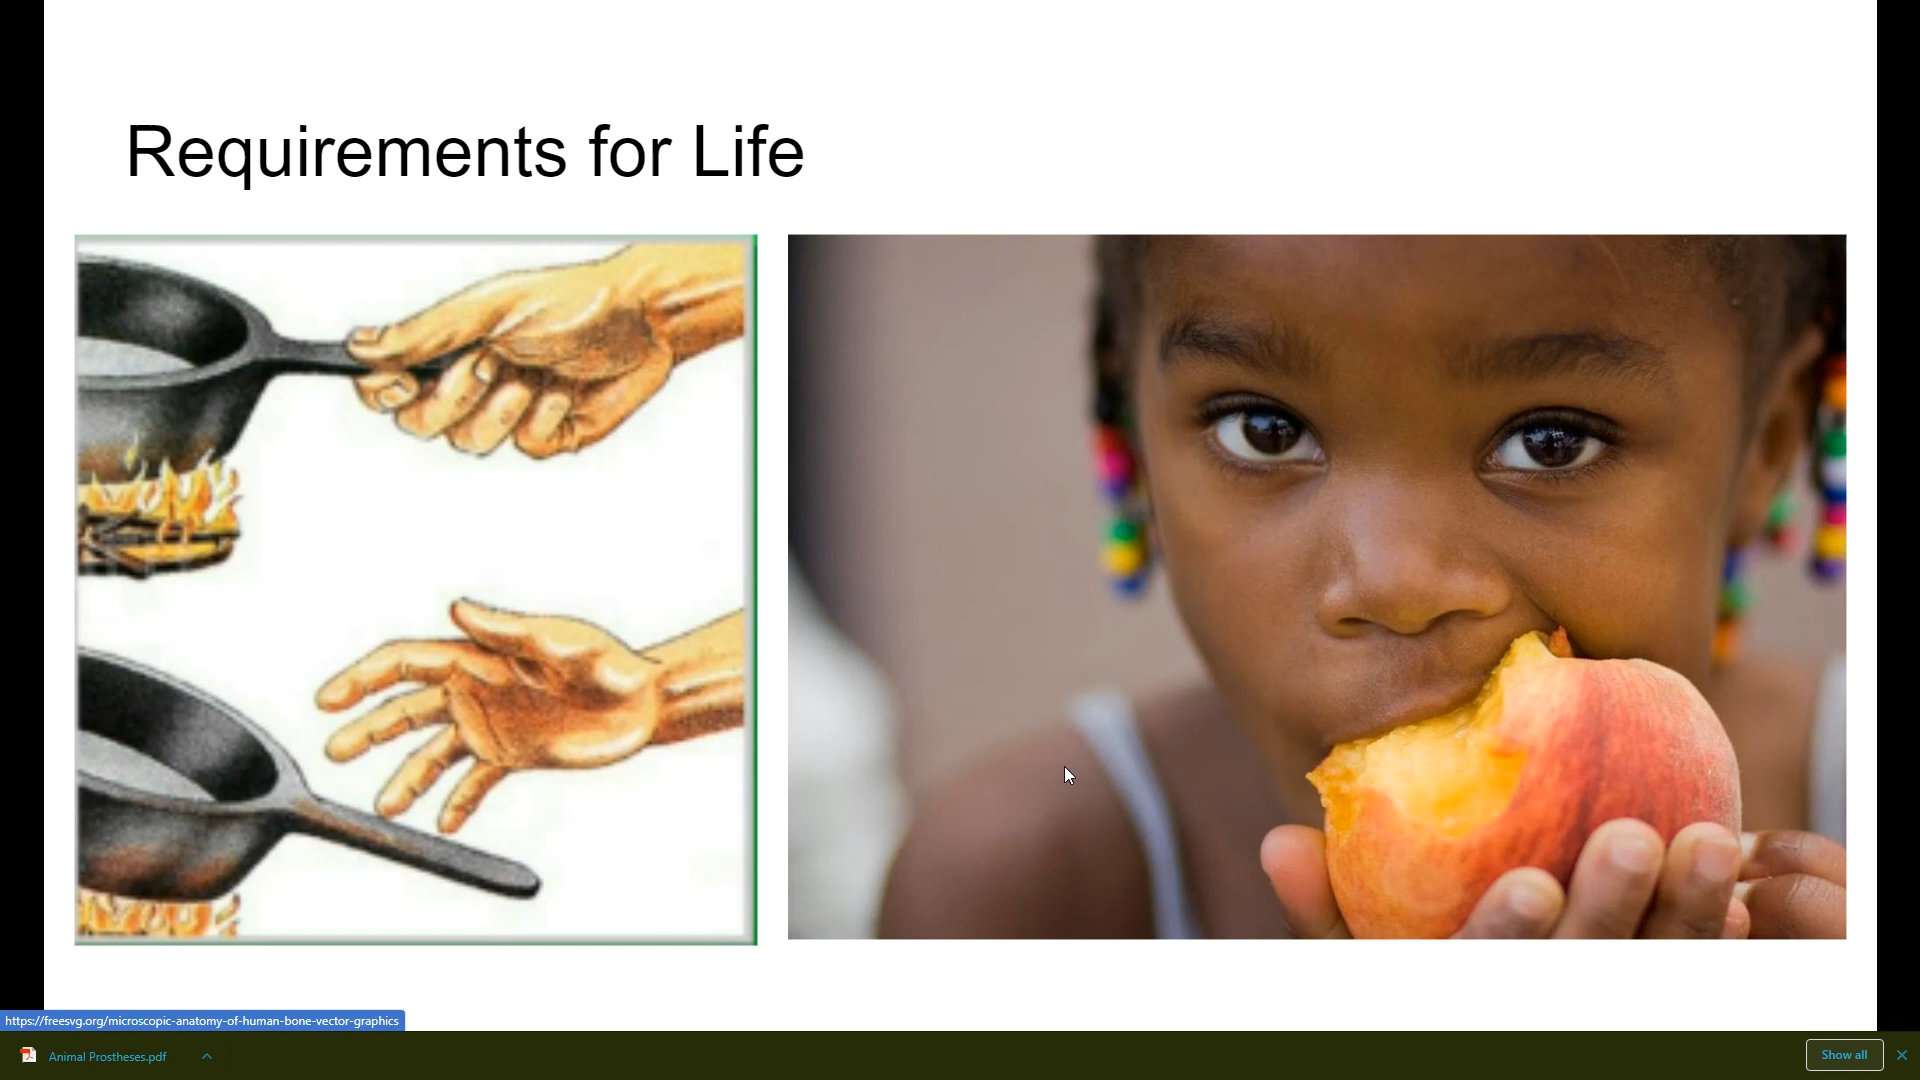 Requirements for Life
https://freesvg.org/microscopic-anatomy-of-human-bone-vector-graphics
Animal Prostheses.pdf
Show all